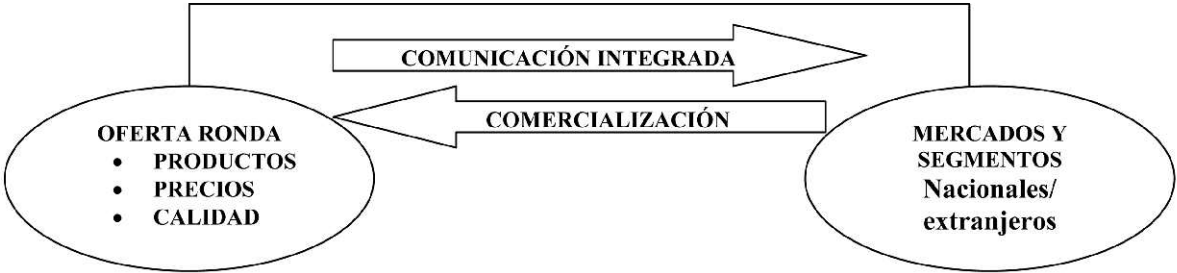 COMUNICACIÓN INTEGRADA
COMERCIALIZACIÓN
OFERTA RONDA
• PRODUCTOS
• PRECIOS
• CALIDAD
MERCADOS Y
SEGMENTOS
Nacionales/
extranjeros